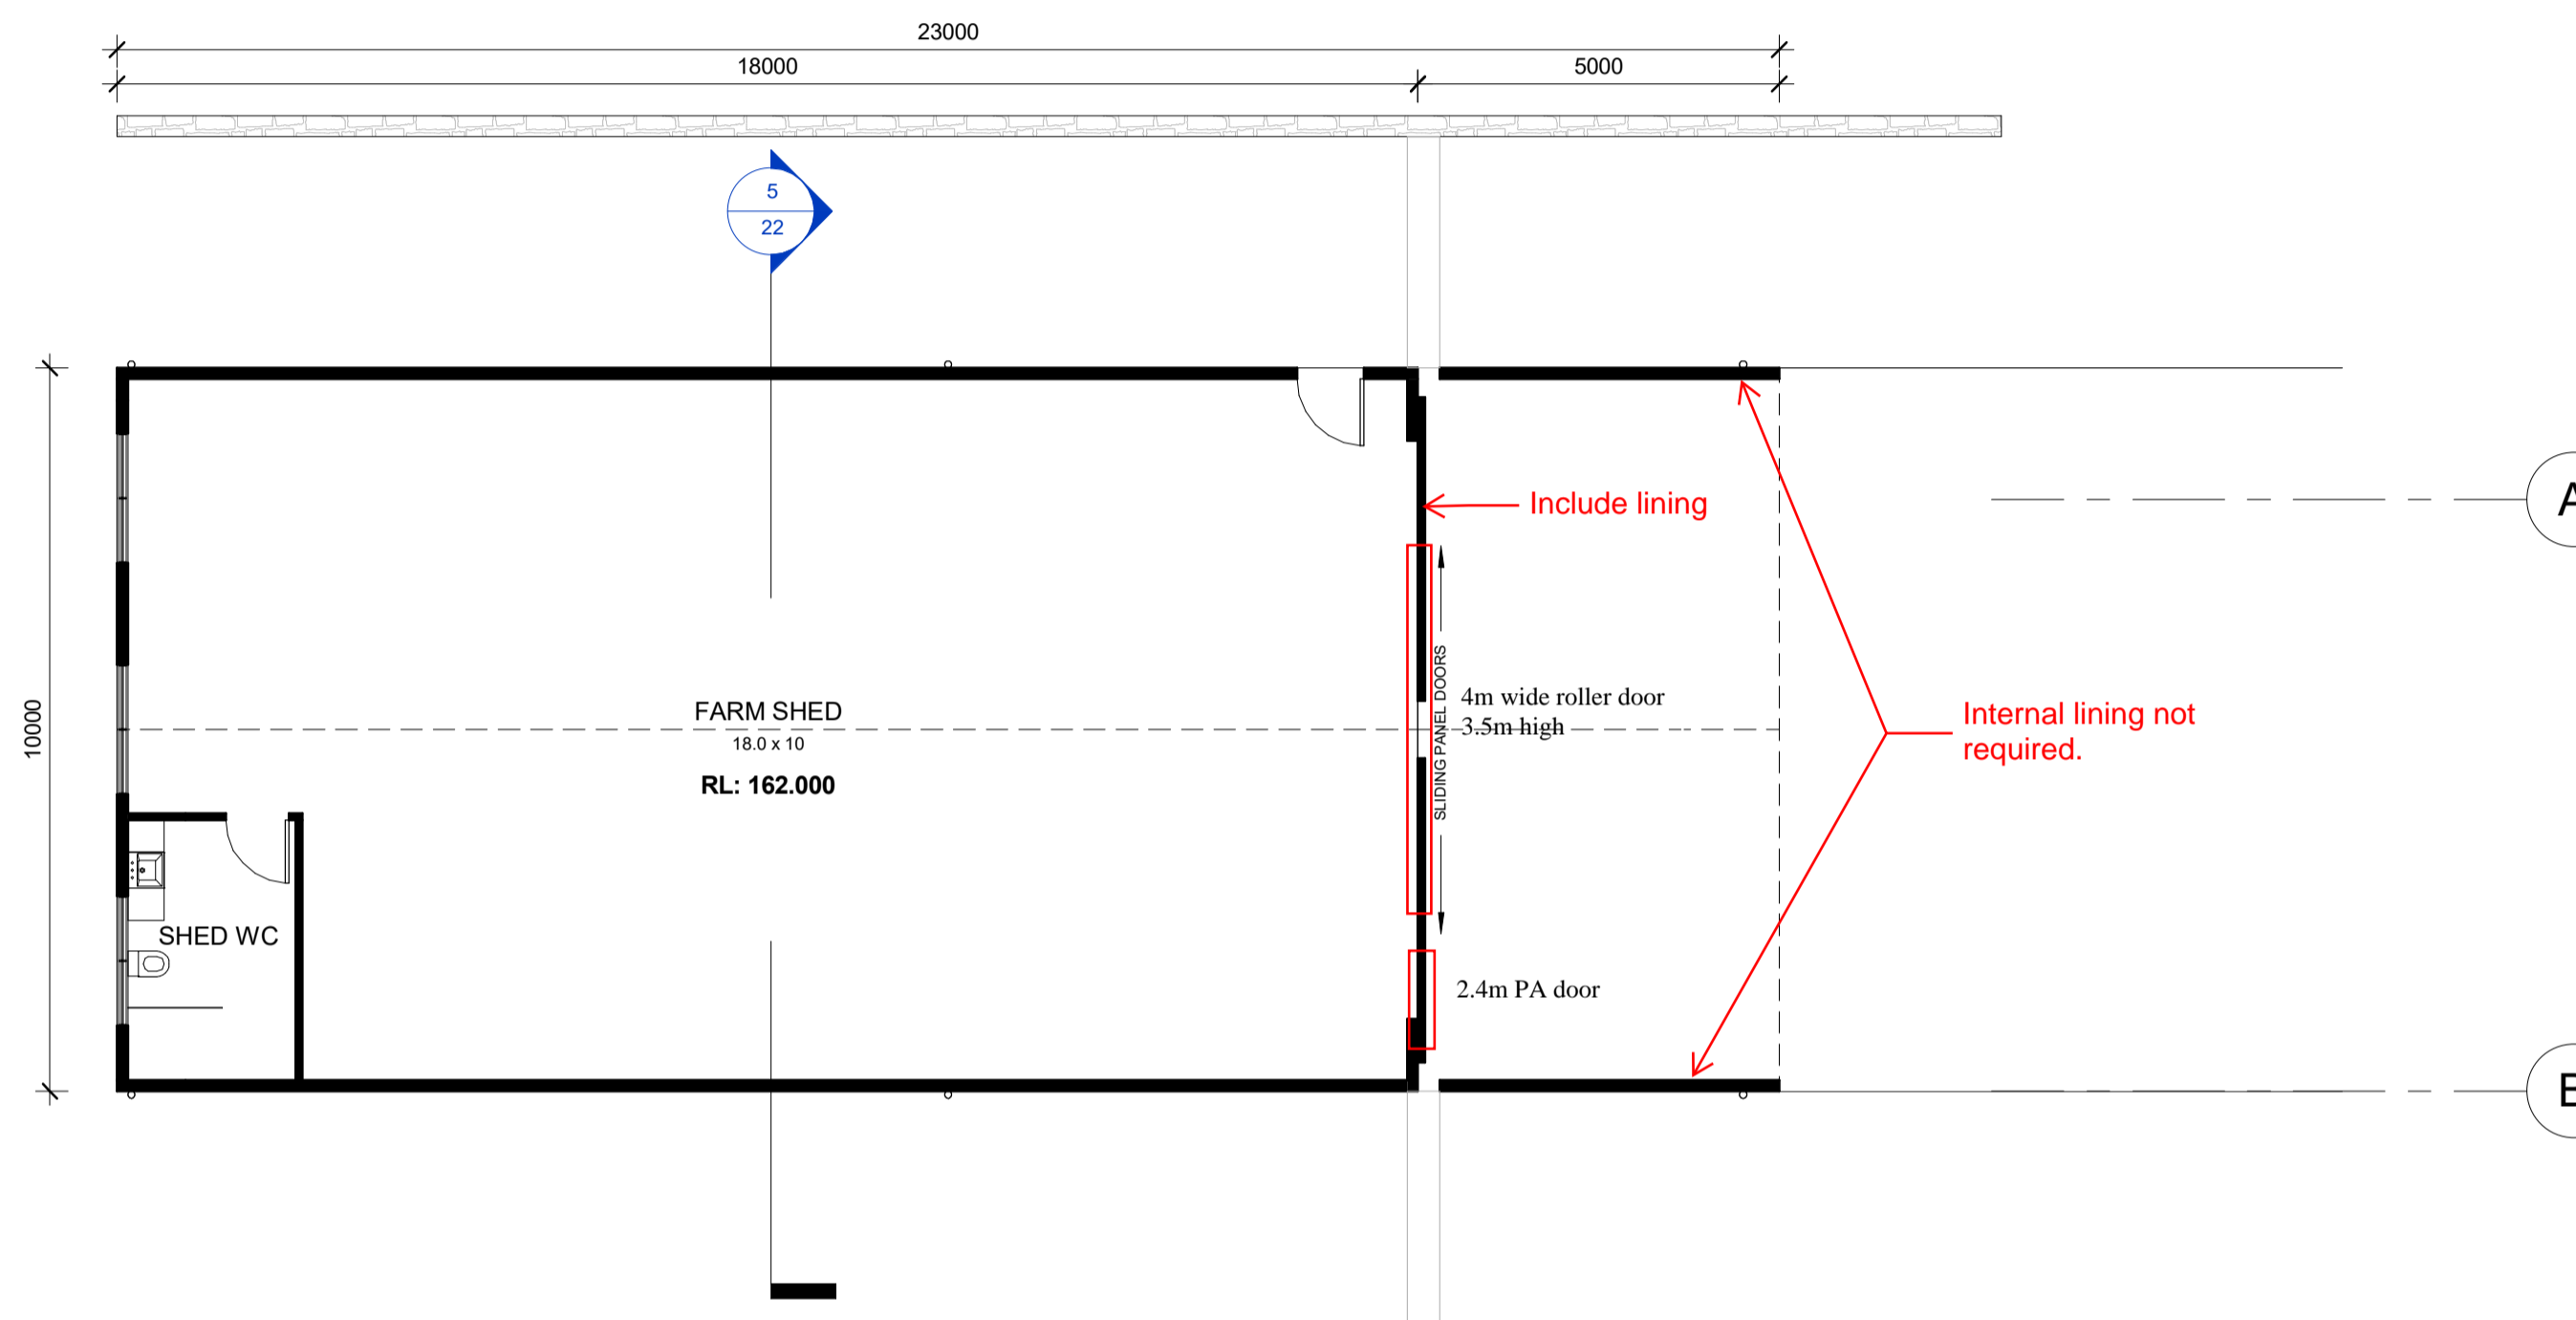 23000
18000
5000
5
22
A
Include lining
SLIDING PANEL DOORS
4m wide roller door
3.5m high
Internal lining not
required.
10000
FARM SHED
18.0 x 10
RL: 162.000
SHED WC
2.4m PA door